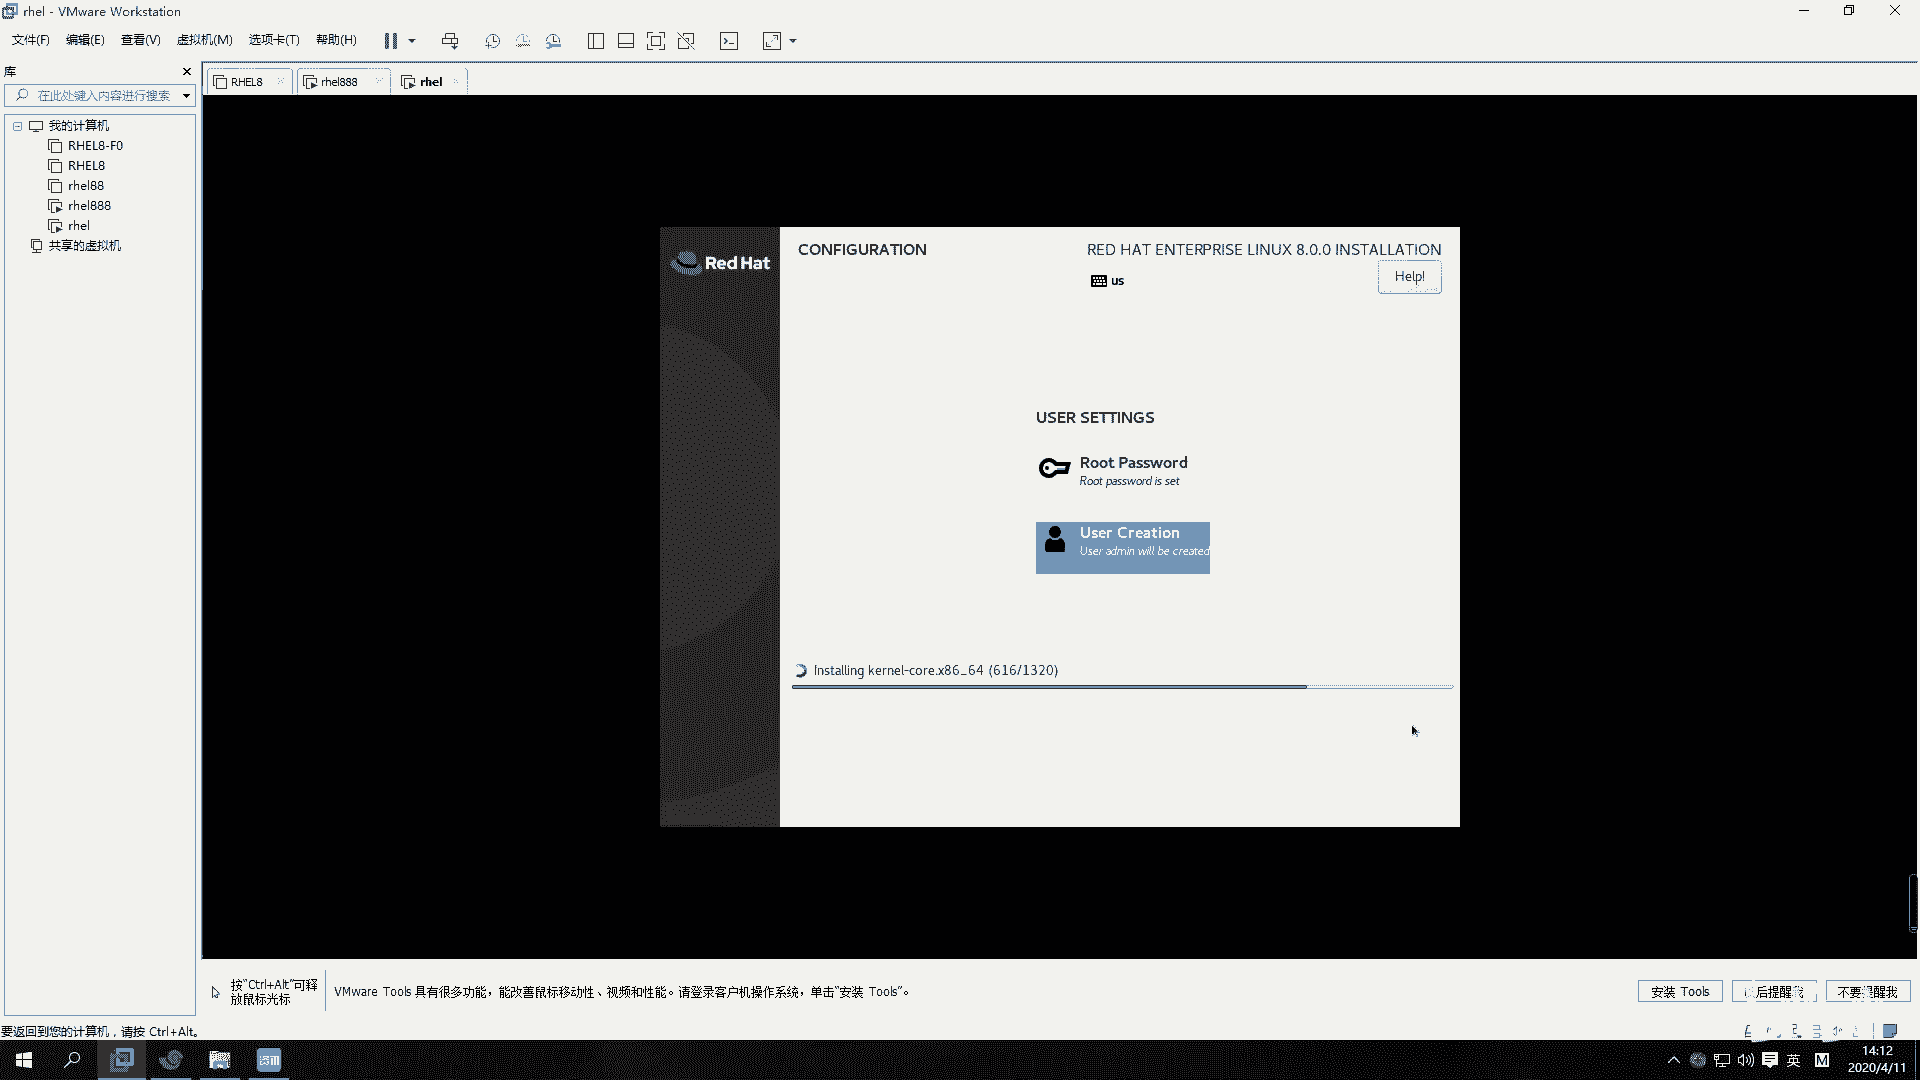 rhel - VMware Workstation
文件(F) 编辑(E) 查看(V) 虚拟机(M) 选项卡(T) 帮助(H)
库
在此处键入内容进行搜索
我的计算机
RHEL8-F0
RHEL8
rhel88
rhel888
rhel
共享的虚拟机
RHEL8 rhel888 rhel
Red Hat
CONFIGURATION
RED HAT ENTERPRISE LINUX 8.0.0 INSTALLATION
us
Help!
USER SETTINGS
Root Password
Root password is set
User Creation
User admin will be created
Installing kernel-core.x86_64 (616/1320)
按"Ctrl+Alt"可释
放鼠标光标
VMware Tools 具有很多功能，能改善鼠标移动性、视频和性能。请登录客户机操作系统，单击"安装 Tools"。
安装 Tools
后提醒我
不要提醒我
要返回到您的计算机，请按 Ctrl+Alt。
英
M
14:12
2020/4/11